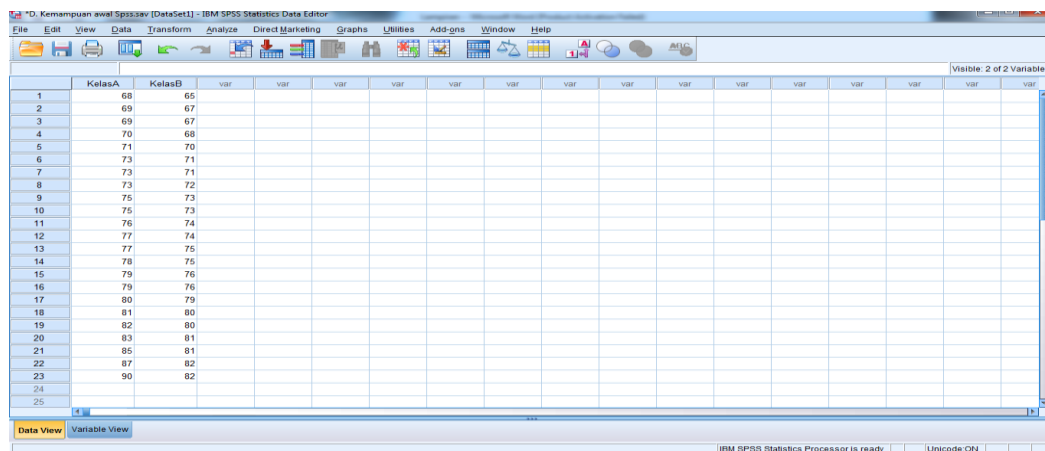 *D. Kemampuan awal Spss.sav [DataSet1] - IBM SPSS Statistics Data Editor
File Edit View Data Transform Analyze Direct Marketing Graphs Utilities Add-ons Window Help
Visible: 2 of 2 Variable
KelasA KelasB var var var var var var var var var var var var
1 68 65
2 69 67
3 69 67
4 70 68
5 71 70
6 73 71
7 73 71
8 73 72
9 75 73
10 75 73
11 76 74
12 77 74
13 77 75
14 78 75
15 79 76
16 79 76
17 80 79
18 81 80
19 82 80
20 83 81
21 85 81
22 87 82
23 90 82
24
25
Data View Variable View
IBM SPSS Statistics Processor is ready Unicode:ON